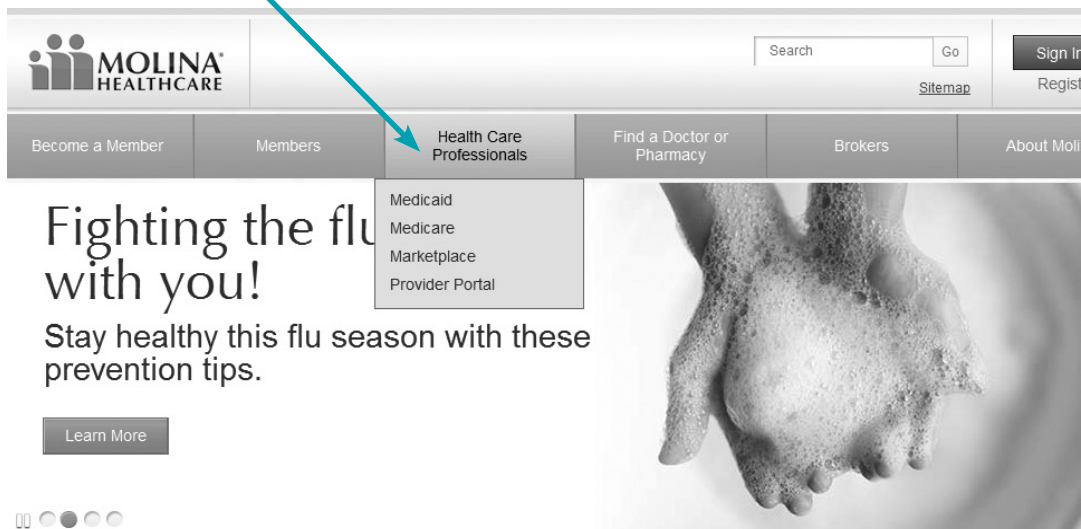 MOLINA®
HEALTHCARE
Search
Go
Sitemap
Sign In
Become a Member
Members
Health Care
Professionals
Find a Doctor or
Pharmacy
Brokers
About Moli
Medicaid
Medicare
Marketplace
Provider Portal
Fighting the flu
with you!
Stay healthy this flu season with these
prevention tips.
Learn More